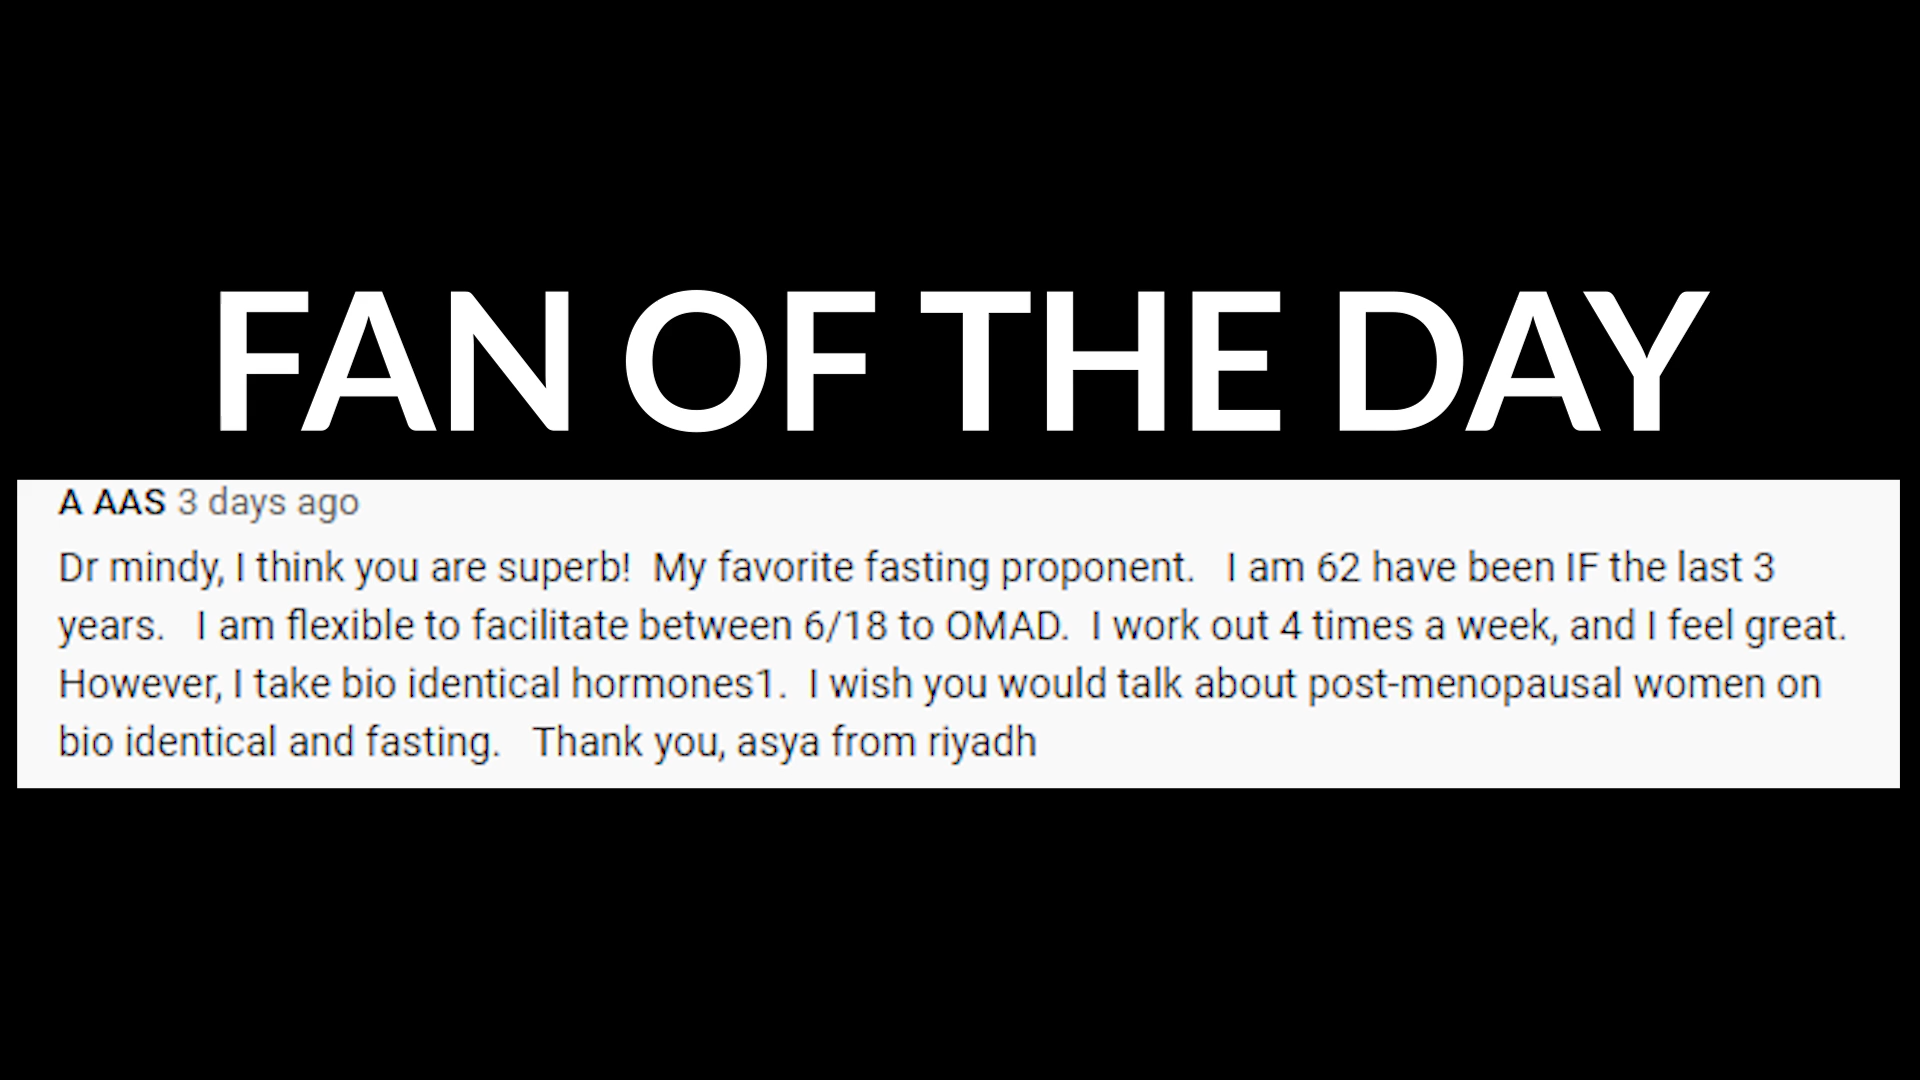 FAN OF THE DAY
A AAS 3 days ago
Dr mindy, I think you are superb!  My favorite fasting proponent.   I am 62 have been IF the last 3
years.   I am flexible to facilitate between 6/18 to OMAD.  I work out 4 times a week, and I feel great.
However, I take bio identical hormones1.  I wish you would talk about post-menopausal women on
bio identical and fasting.   Thank you, asya from riyadh